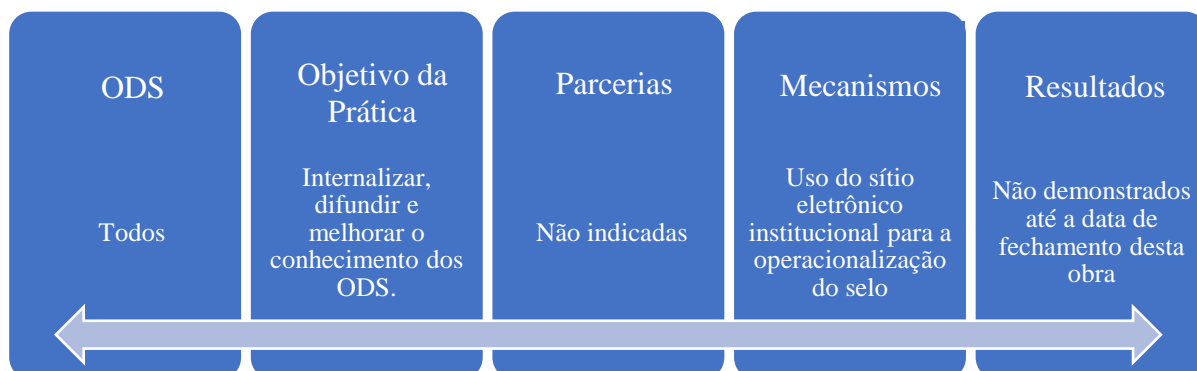 ODS
Todos
Objetivo da
Prática
Internalizar,
difundir e
melhorar o
conhecimento dos
ODS.
Parcerias
Não indicadas
Mecanismos
Uso do sítio
eletrônico
institucional para a
operacionalização
do selo
Resultados
Não demonstrados
até a data de
fechamento desta
obra